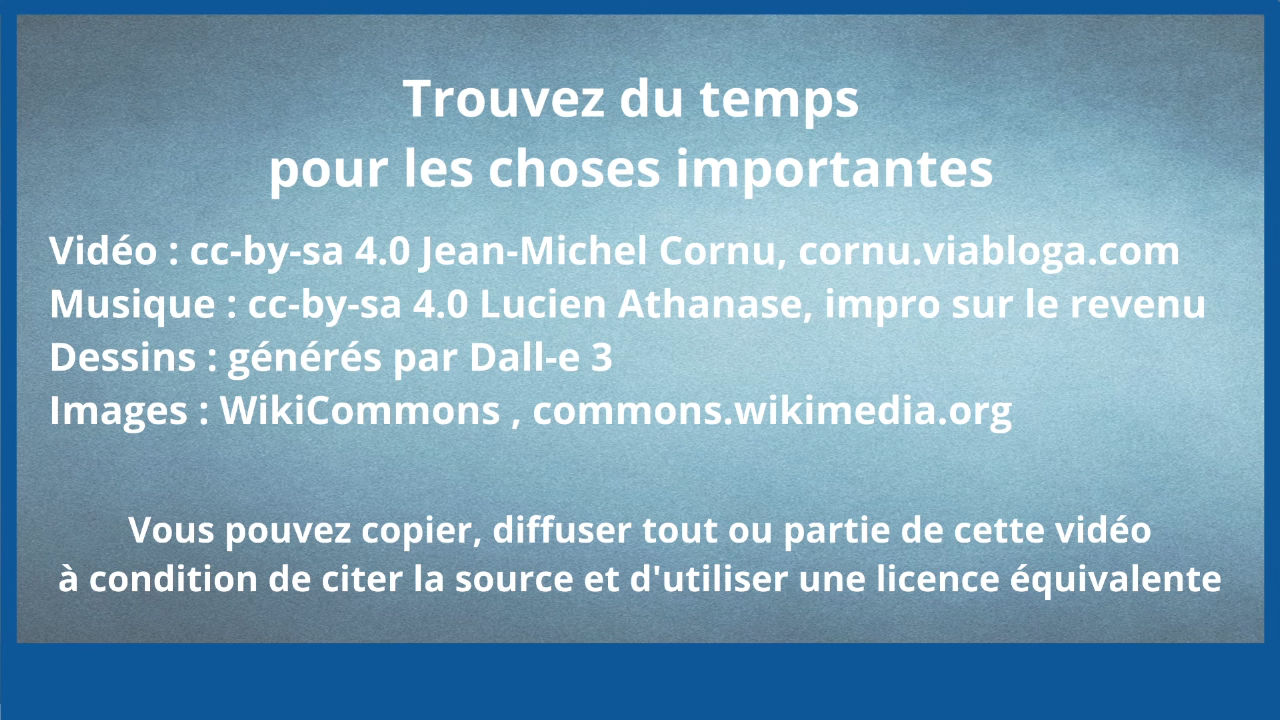 Trouvez du temps
pour les choses importantes
Vidéo : cc-by-sa 4.0 Jean-Michel Cornu, cornu.viabloga.com
Musique : cc-by-sa 4.0 Lucien Athanase, impro sur le revenu
Dessins : générés par Dall-e 3
Images : WikiCommons , commons.wikimedia.org
Vous pouvez copier, diffuser tout ou partie de cette vidéo
à condition de citer la source et d'utiliser une licence équivalente